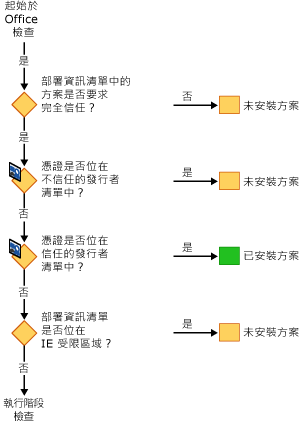 起始於
Office
檢查
是
部署資訊清單中的
方案是否要求
完全信任？
否
未安裝方案
是
憑證是否位在
不信任的發行者
清單中？
是
未安裝方案
否
憑證是否位在
信任的發行者
清單中？
是
已安裝方案
否
部署資訊清單
是否位在
IE 受限區域？
是
未安裝方案
否
執行階段
檢查